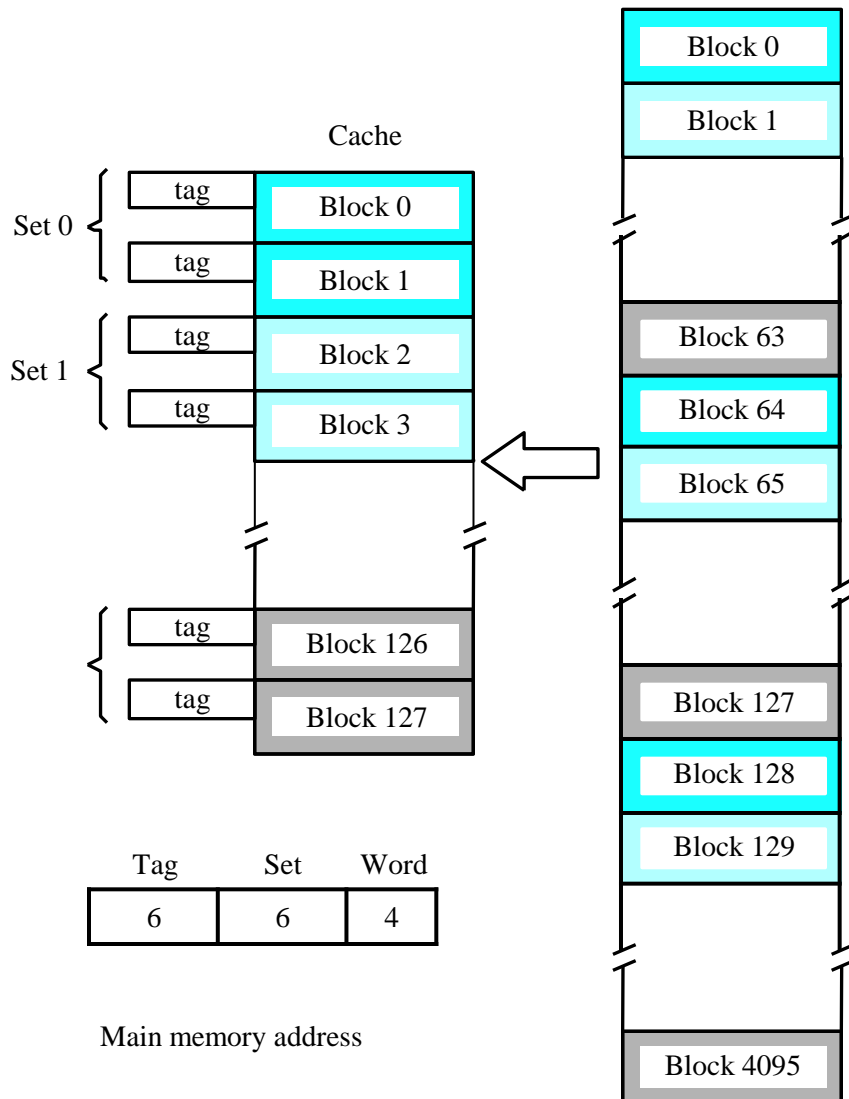 Cache
Set 0
tag
Block 0
tag
Block 1
Set 1
tag
Block 2
tag
Block 3
tag
Block 126
tag
Block 127
Tag Set Word
6 6 4
Main memory address
Block 0
Block 1
Block 63
Block 64
Block 65
Block 127
Block 128
Block 129
Block 4095